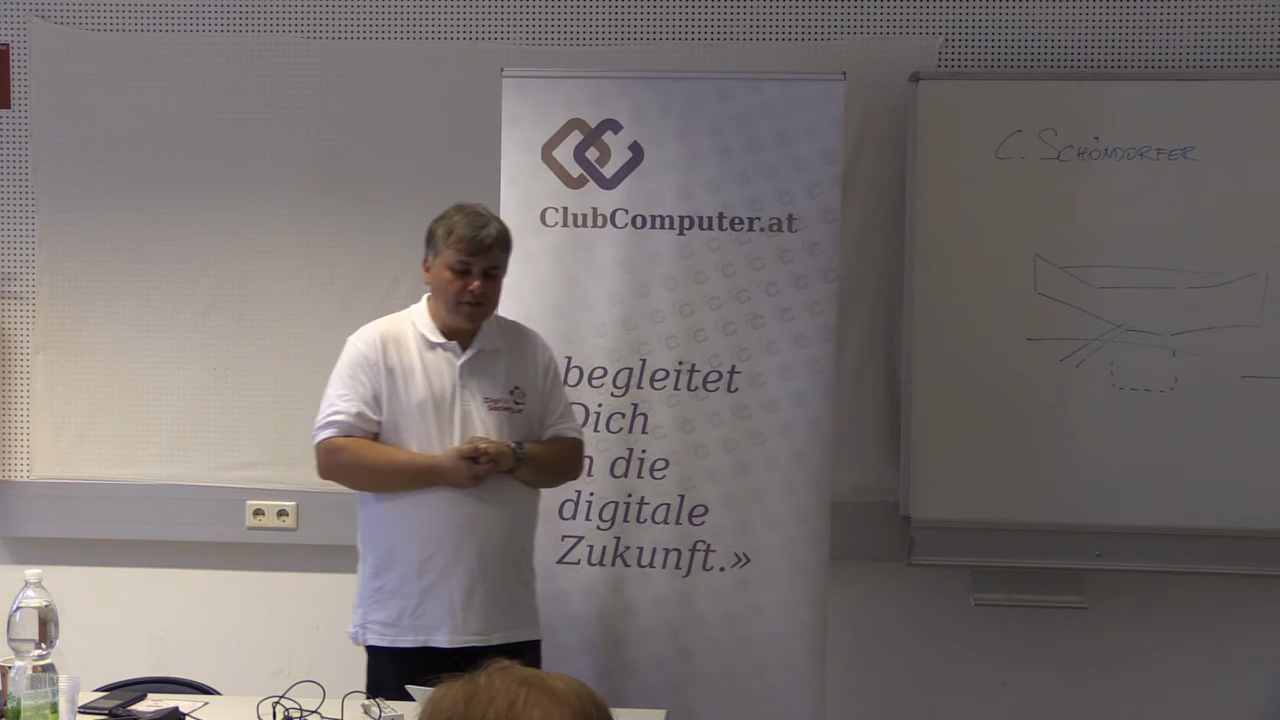 ClubComputer.at
begleitet
Dich
die
digitale
Zukunft.»
C. SCHÖNDORFER